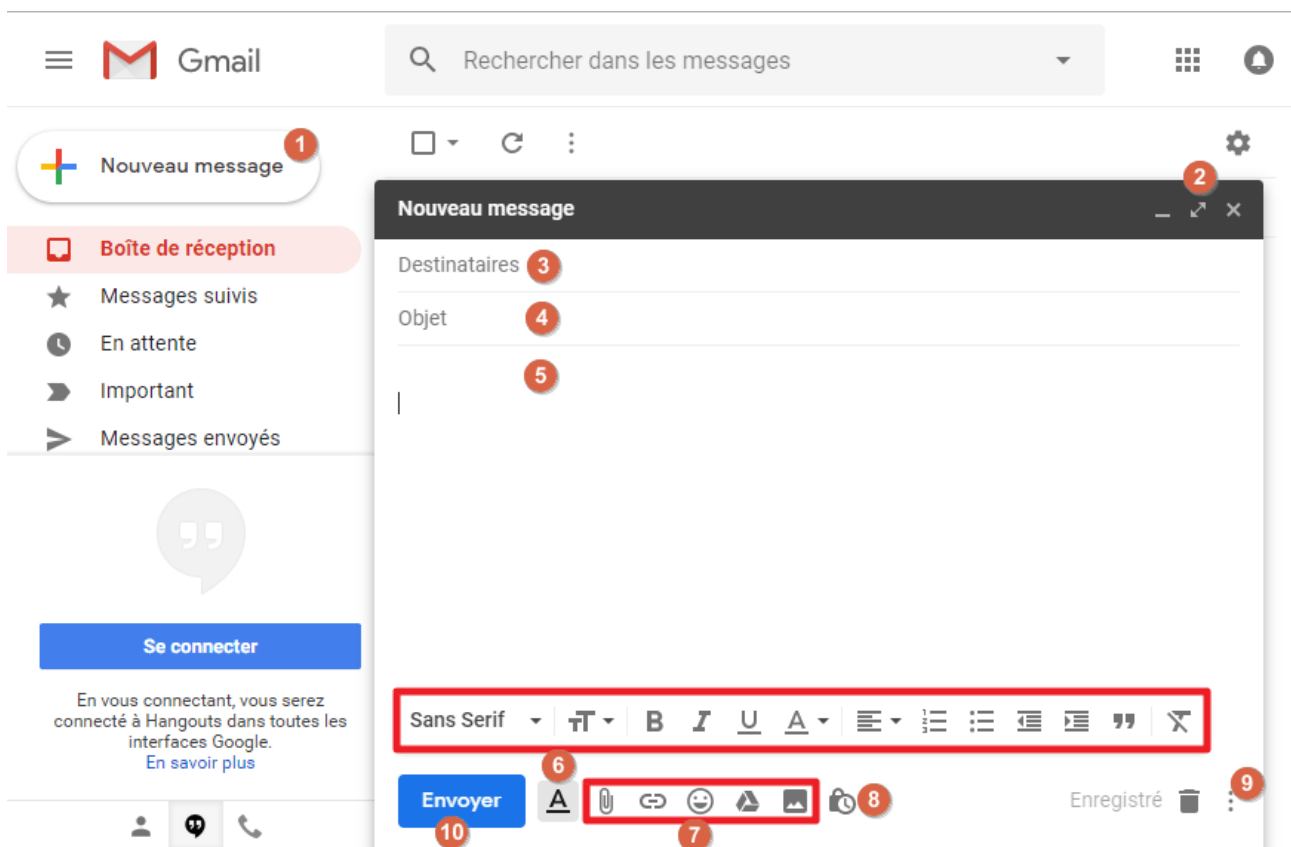 Gmail
Rechercher dans les messages
1
Nouveau message
2
Nouveau message
Boîte de réception
Destinataires 3
Messages suivis
Objet 4
En attente
5
Important
Messages envoyés
Se connecter
En vous connectant, vous serez
connecté à Hangouts dans toutes les
interfaces Google.
En savoir plus
Sans Serif
B I U A
6
Envoyer
A
8
Enregistré
9
10
7